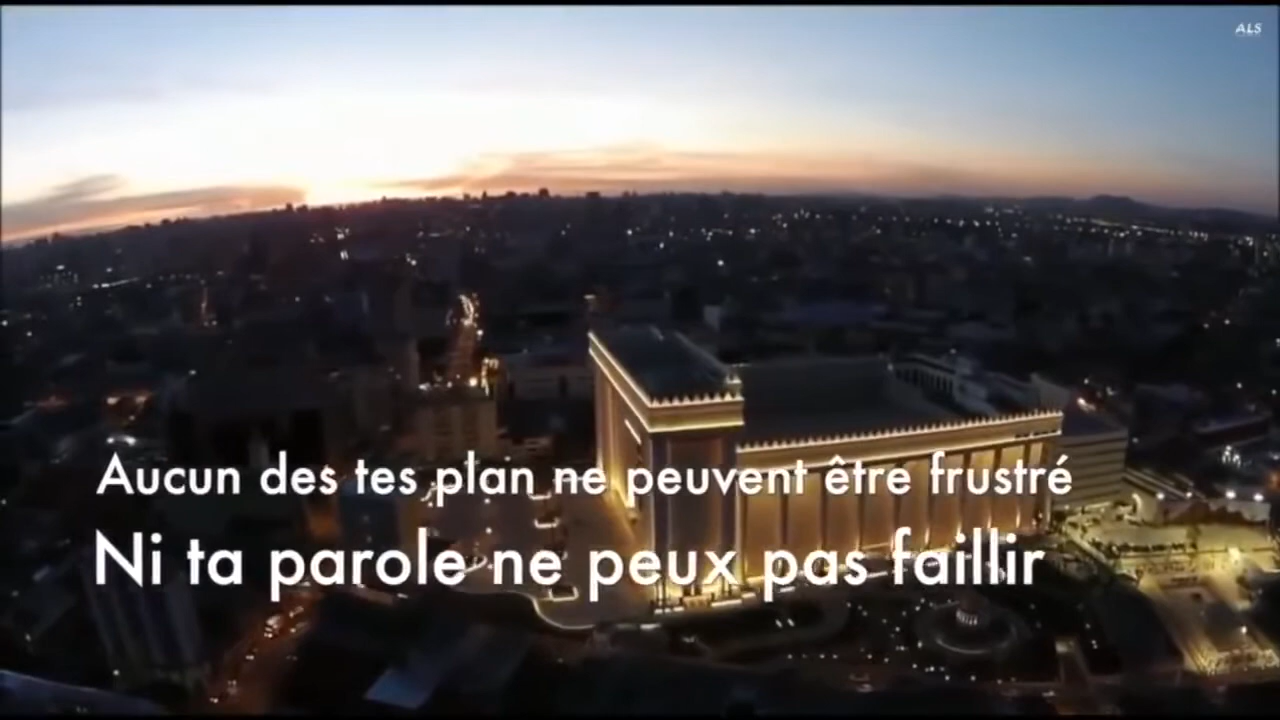 ALS
Aucun des tes plan ne peuvent être frustré
Ni ta parole ne peux pas faillir